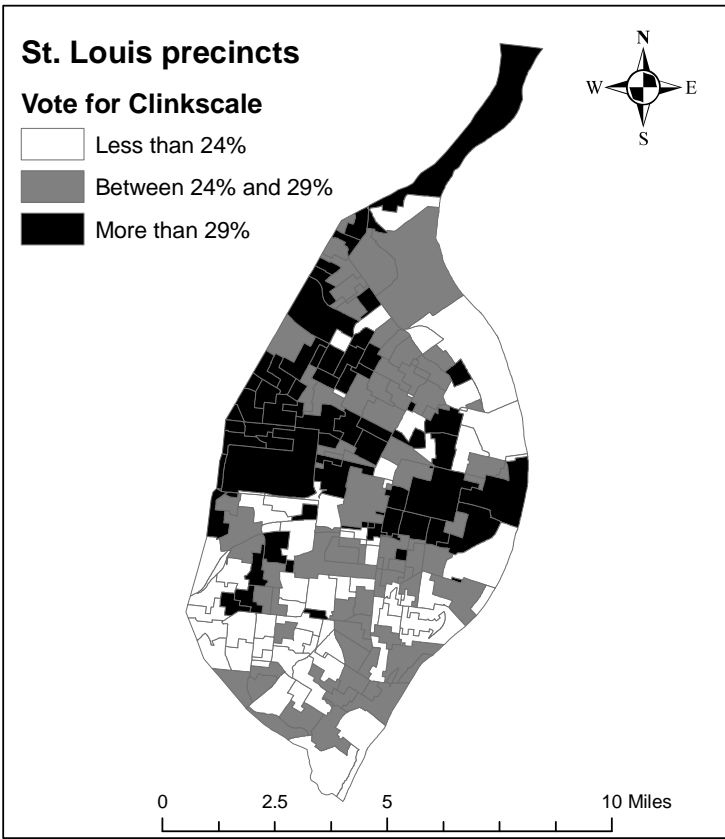 St. Louis precincts
Vote for Clinkscale
Less than 24%
Between 24% and 29%
More than 29%
N
W E
S
0 2.5 5 10 Miles